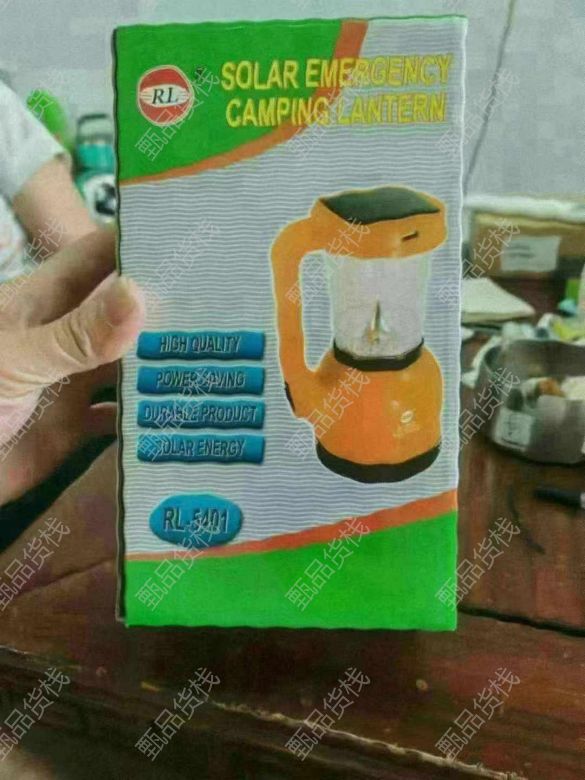 RL
SOLAR EMERGENCY
CAMPING LANTERN
HIGH QUALITY
POWER SAVING
DURABLE PRODUCT
SOLAR ENERGY
RL-5401
甄品货栈